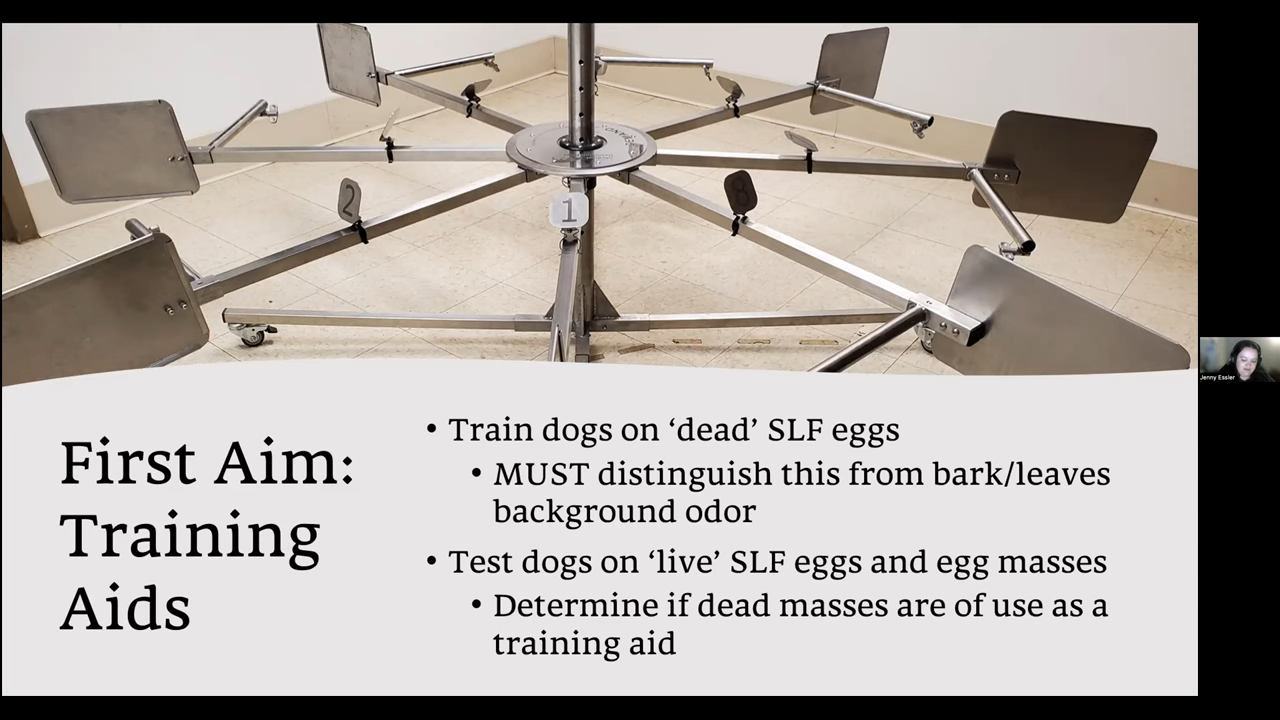 2
1
8
First Aim:
Training
Aids
• Train dogs on ‘dead’ SLF eggs
• MUST distinguish this from bark/leaves
background odor
• Test dogs on ‘live’ SLF eggs and egg masses
• Determine if dead masses are of use as a
training aid
Jenny Essler